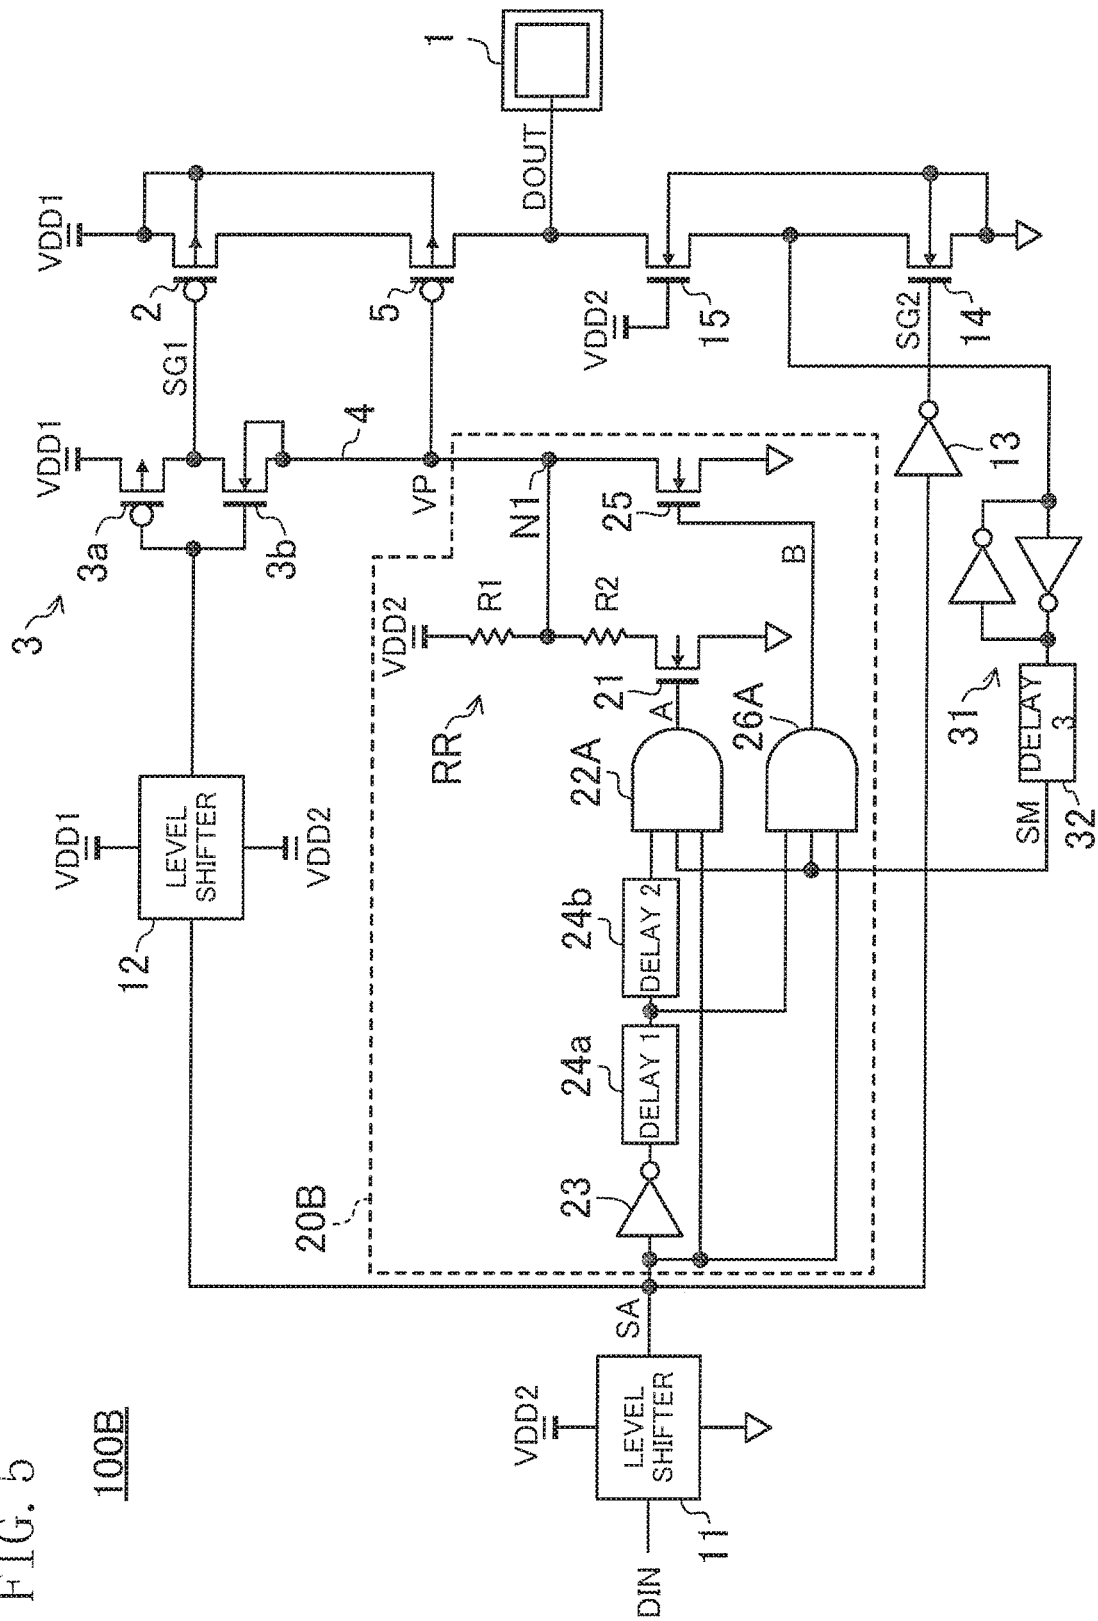 FIG. 5
100B
DIN
LEVEL
SHIFTER
11
VDD2
SA
12
LEVEL
SHIFTER
VDD1
VDD2
20B
23
24a
DELAY 1
24b
DELAY 2
22A
26A
A
B
21
25
RR
VDD2
R1
R2
N1
VP
4
3
3a
3b
VDD1
SG1
2
VDD1
5
DOUT
1
VDD2
15
SG2
14
13
31
DELAY
3
32
SM